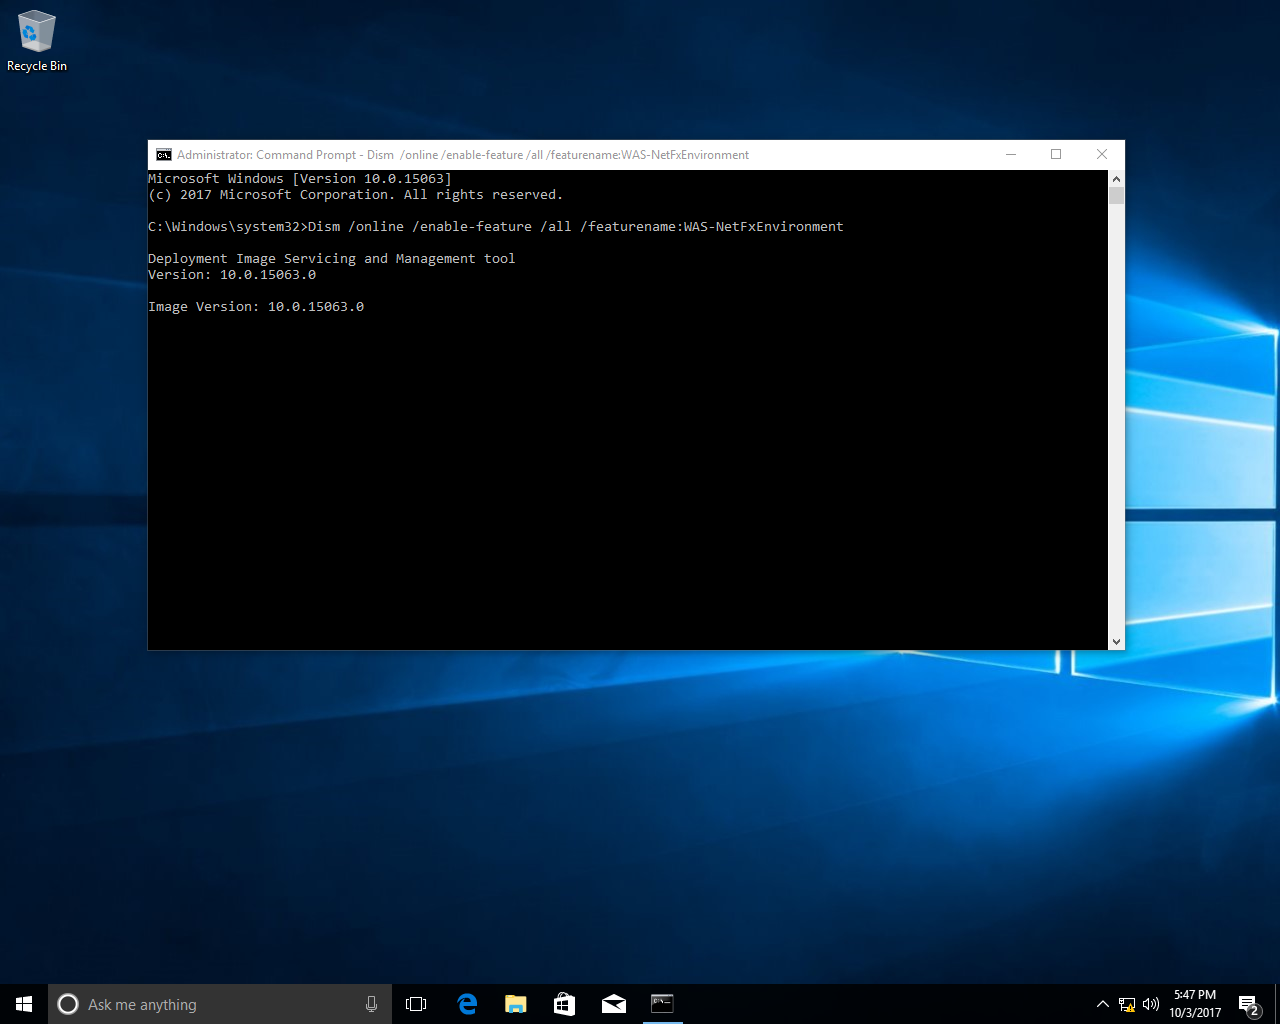 Recycle Bin
Administrator: Command Prompt - Dism /online /enable-feature /all /featurename:WAS-NetFxEnvironment
Microsoft Windows [Version 10.0.15063]
(c) 2017 Microsoft Corporation. All rights reserved.
C:\Windows\system32>Dism /online /enable-feature /all /featurename:WAS-NetFxEnvironment
Deployment Image Servicing and Management tool
Version: 10.0.15063.0
Image Version: 10.0.15063.0
Ask me anything
5:47 PM
10/3/2017
2